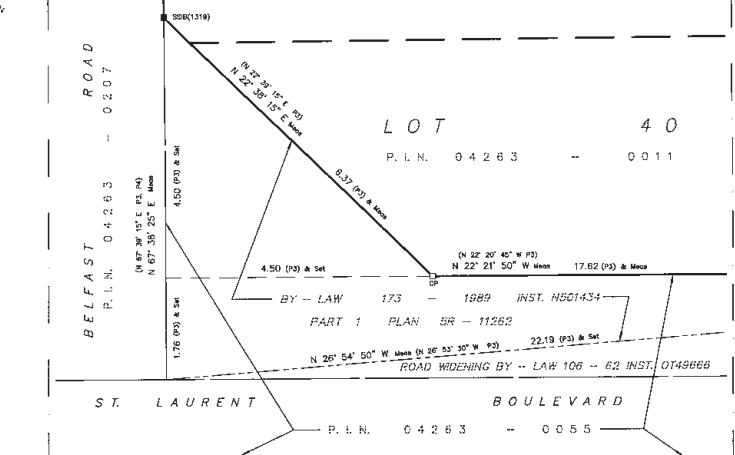 SSIB(1319)
BELFAST ROAD
P.I.N. 04263 - 0207
(N 67° 39' 15" E P3, P4)
N 67° 38' 25" E Meas
4.50 (P3) & Set
1.76 (P3) & Set
(N 22° 39' 15" E P3)
N 22° 38' 15" E Meas
6.37 (P3) & Meas
LOT 40
P.I.N. 04263 - 0011
4.50 (P3) & Set
CP
(N 22° 20' 45" W P3)
N 22° 21' 50" W Meas 17.62 (P3) & Meas
BY - LAW 173 - 1989 INST. N501434
PART 1 PLAN 5R - 11262
N 26° 54' 50" W Meas (N 26° 53' 30" W P3) 22.19 (P3) & Set
ROAD WIDENING BY - LAW 106 - 62 INST. OT49666
ST. LAURENT BOULEVARD
P.I.N. 04263 - 0055